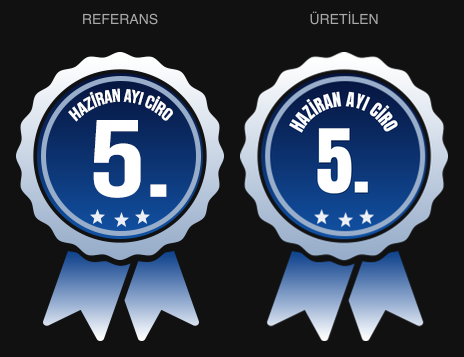 REFERANS
ÜRETİLEN
HAZİRAN AYI CİRO
5.
HAZİRAN AYI CİRO
5.